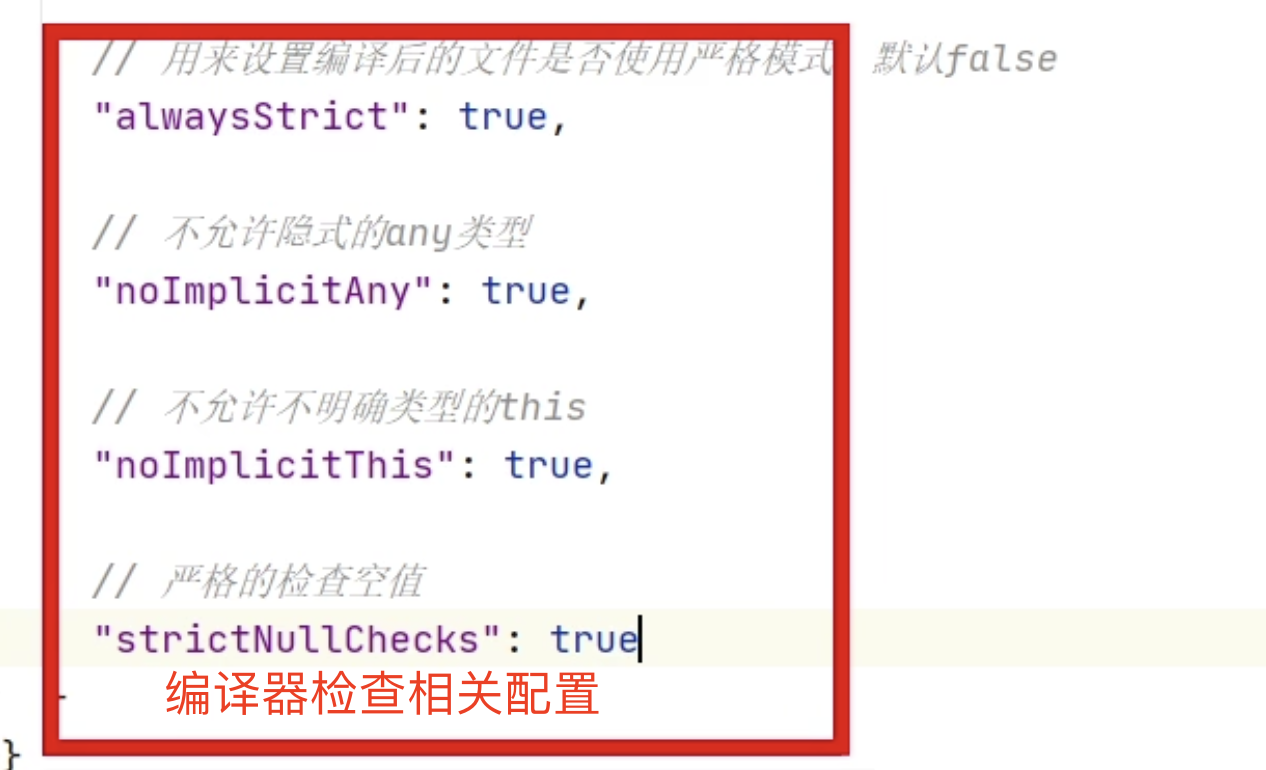 // 用来设置编译后的文件是否使用严格模式 默认false
"alwaysStrict": true,
// 不允许隐式的any类型
"noImplicitAny": true,
// 不允许不明确类型的this
"noImplicitThis": true,
// 严格的检查空值
"strictNullChecks": true
编译器检查相关配置
}